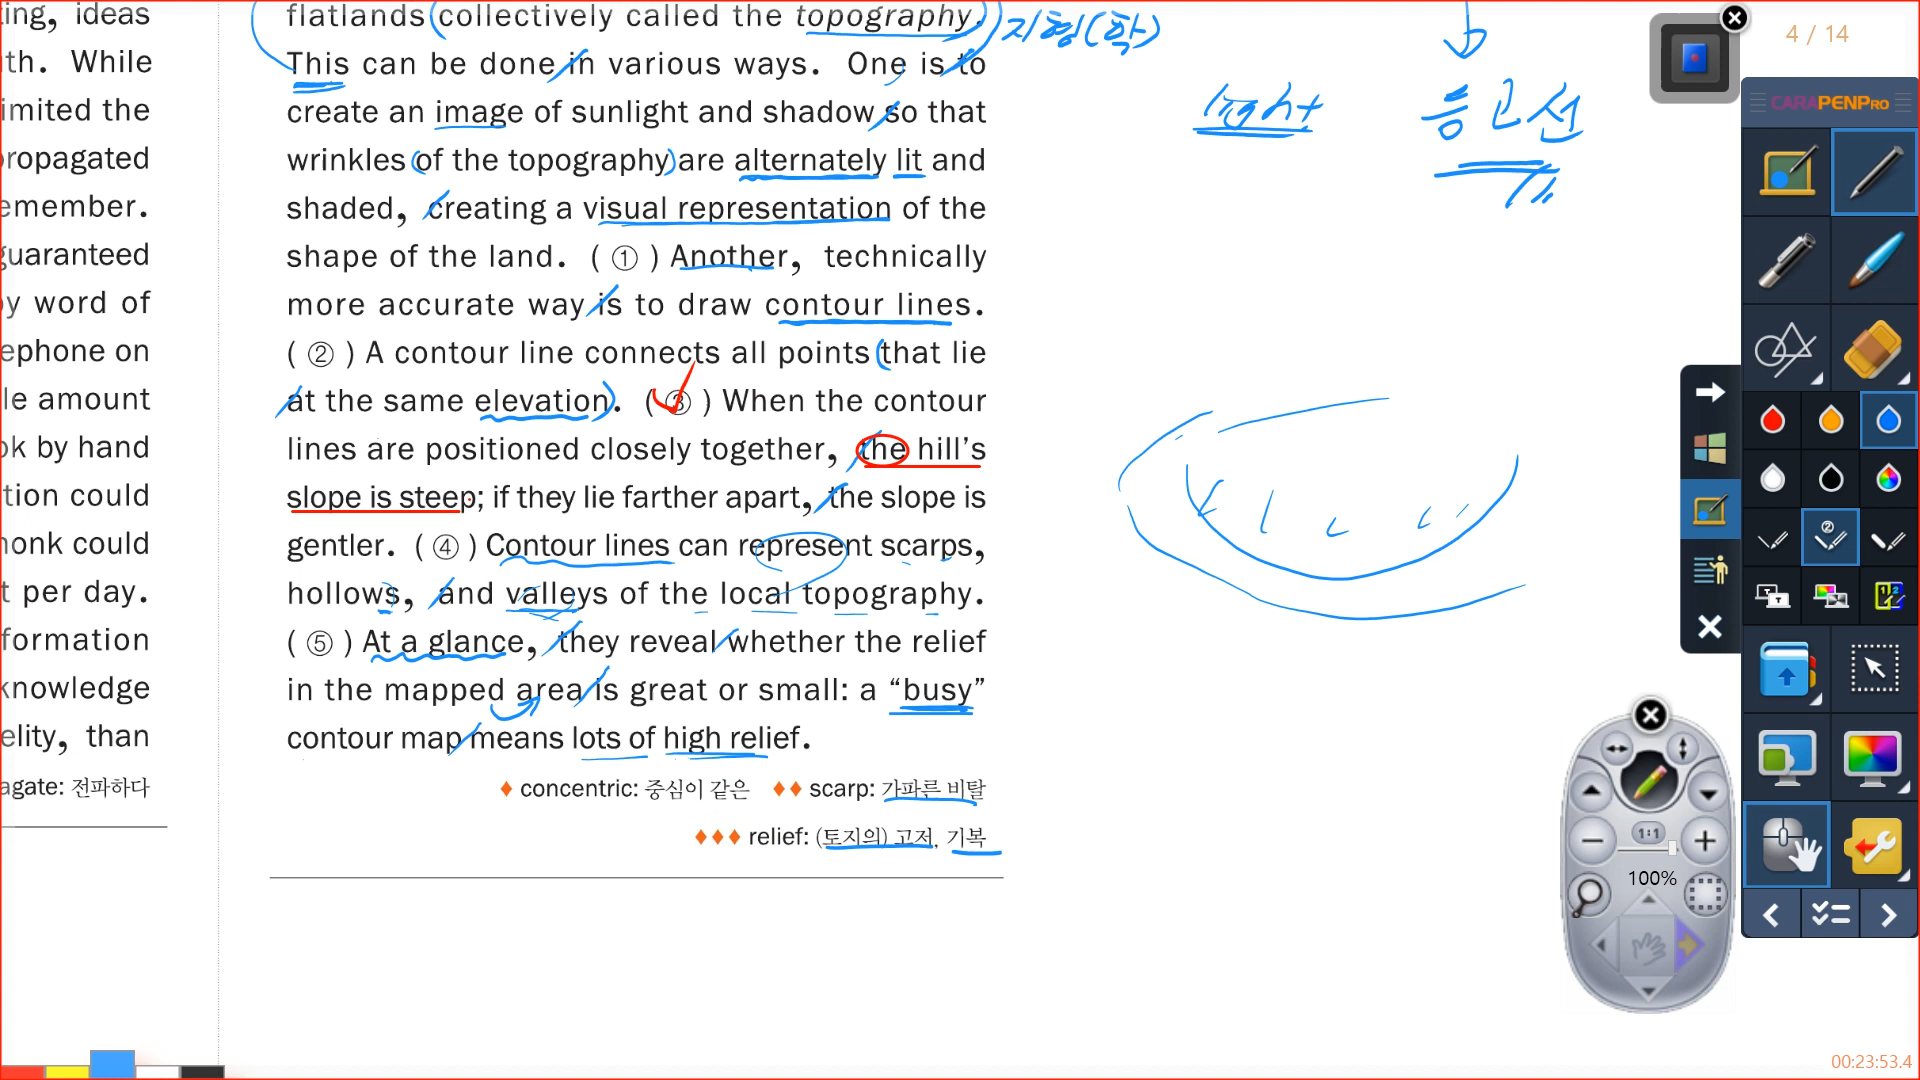 ting, ideas
th. While
imited the
propagated
emember.
guaranteed
by word of
ephone on
le amount
ok by hand
tion could
monk could
t per day.
formation
knowledge
elity, than
agate: 전파하다
flatlands (collectively called the topography.
This can be done in various ways. One is to
create an image of sunlight and shadow so that
wrinkles of the topography are alternately lit and
shaded, creating a visual representation of the
shape of the land. ( ① ) Another, technically
more accurate way is to draw contour lines.
( ② ) A contour line connects all points that lie
at the same elevation. ( ③ ) When the contour
lines are positioned closely together, the hill's
slope is steep; if they lie farther apart, the slope is
gentler. ( ④ ) Contour lines can represent scarps,
hollows, and valleys of the local topography.
( ⑤ ) At a glance, they reveal whether the relief
in the mapped area is great or small: a “busy”
contour map means lots of high relief.
♦ concentric: 중심이 같은 ♦♦ scarp: 가파른 비탈
♦♦♦ relief: (토지의) 고저, 기복
지형(학)
light
등고선
4 / 14
CARAPENPRO
1:1
100%
00:23:53.4